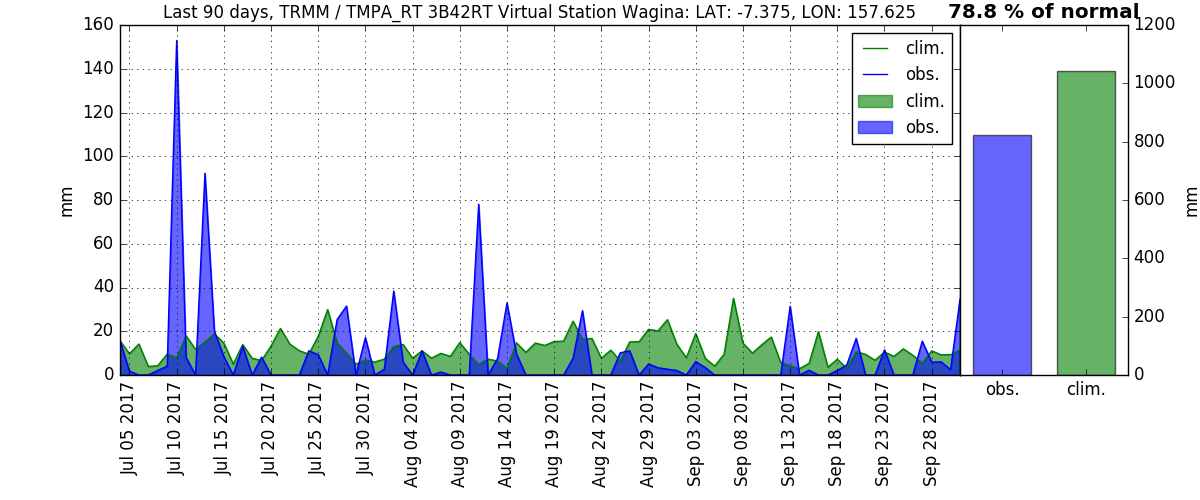 Last 90 days, TRMM / TMPA_RT 3B42RT Virtual Station Wagina: LAT: -7.375, LON: 157.625
78.8 % of normal
mm
160
140
120
100
80
60
40
20
0
clim.
obs.
clim.
obs.
1200
1000
800
600
400
200
0
mm
Jul 05 2017
Jul 10 2017
Jul 15 2017
Jul 20 2017
Jul 25 2017
Jul 30 2017
Aug 04 2017
Aug 09 2017
Aug 14 2017
Aug 19 2017
Aug 24 2017
Aug 29 2017
Sep 03 2017
Sep 08 2017
Sep 13 2017
Sep 18 2017
Sep 23 2017
Sep 28 2017
obs.
clim.